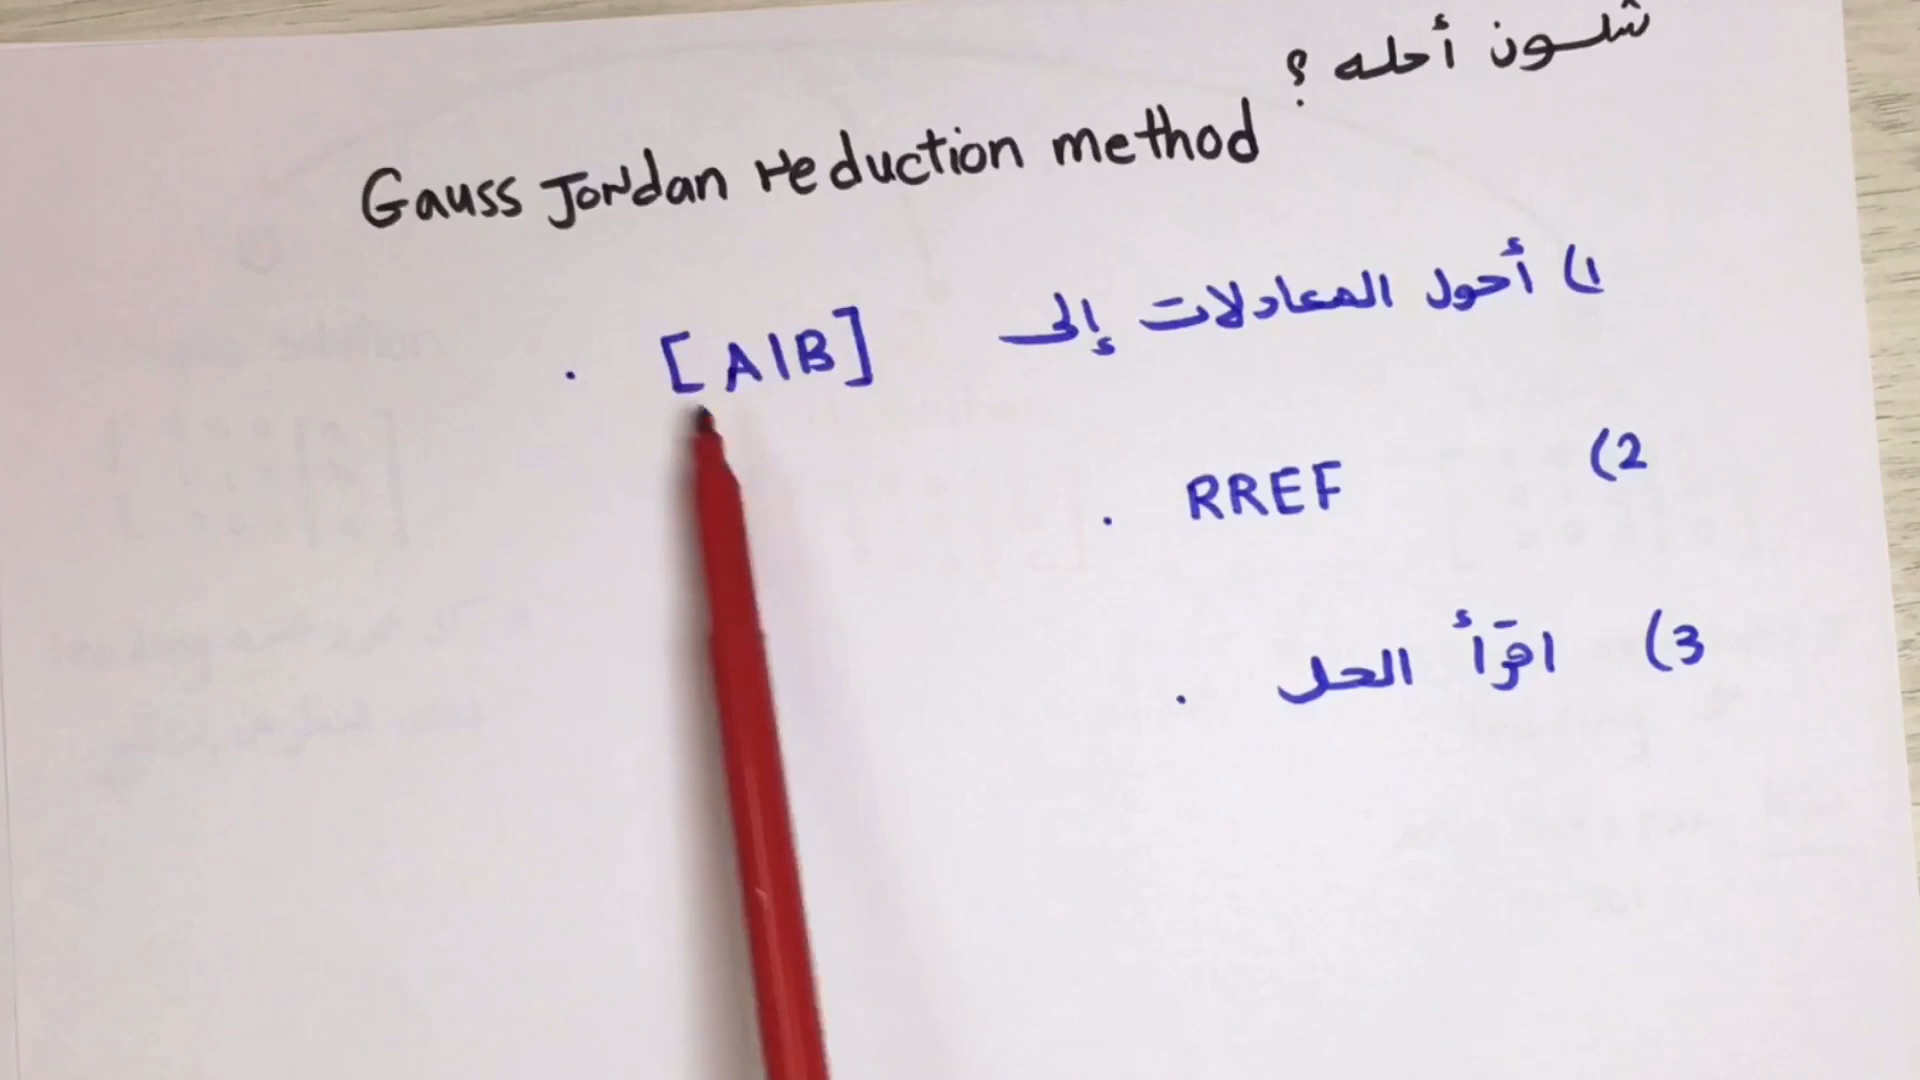 شلون أحله ؟
Gauss Jordan reduction method
1) أحول المعادلات إلى [A|B] .
2) RREF .
3) اقرأ الحل .